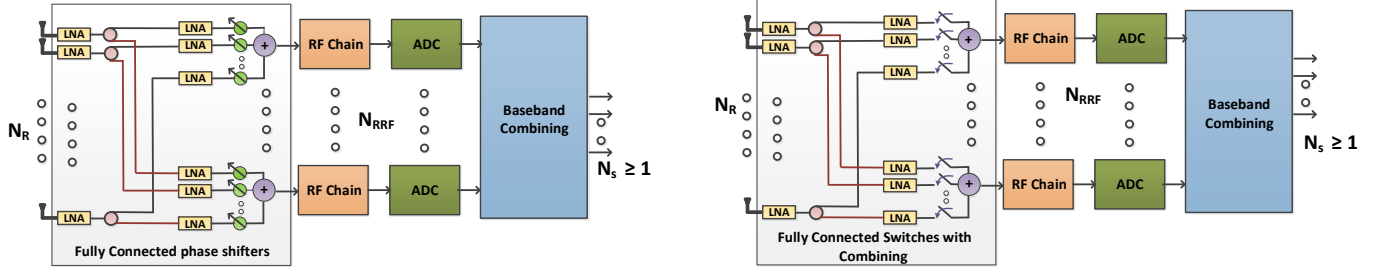 LNA
LNA
LNA
LNA
LNA
LNA
LNA
LNA
LNA
+
+
RF Chain
ADC
RF Chain
ADC
Baseband
Combining
N_R
N_RRF
N_s ≥ 1
Fully Connected phase shifters
LNA
LNA
LNA
LNA
LNA
LNA
LNA
LNA
LNA
+
+
RF Chain
ADC
RF Chain
ADC
Baseband
Combining
N_R
N_RRF
N_s ≥ 1
Fully Connected Switches with
Combining